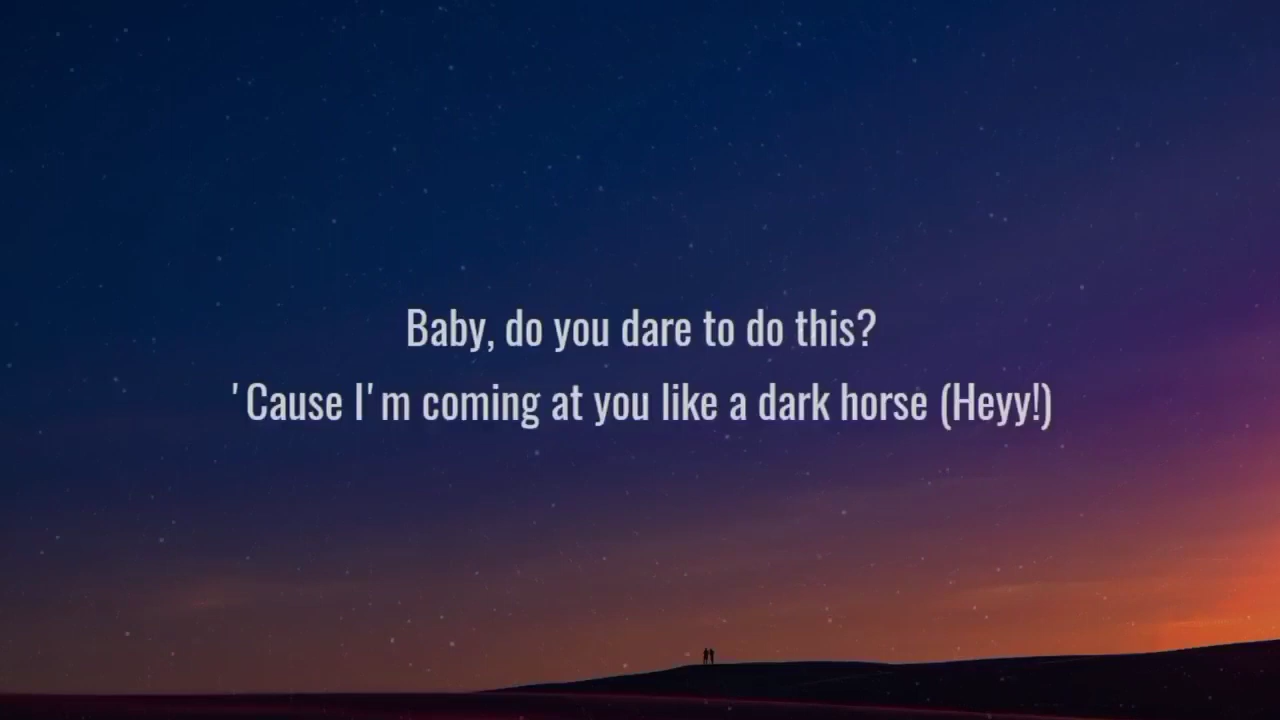 Baby, do you dare to do this?
'Cause I'm coming at you like a dark horse (Heyy!)